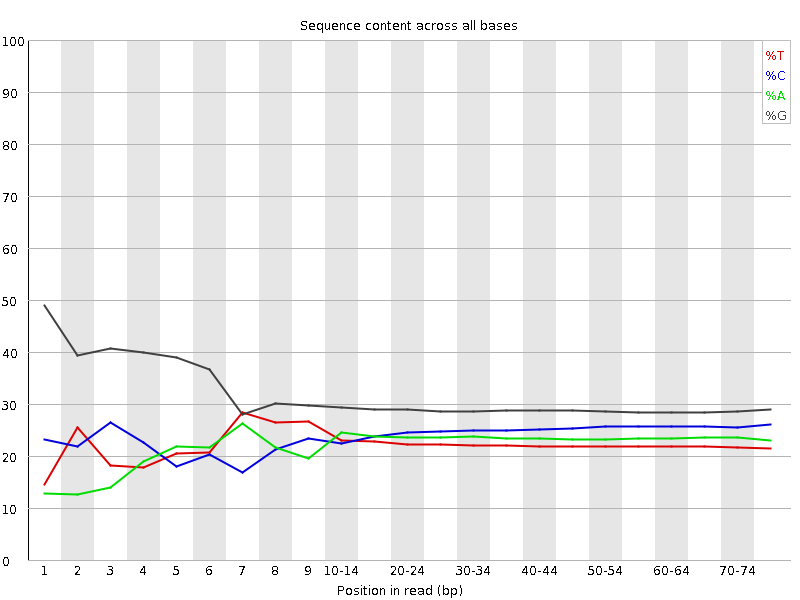 Sequence content across all bases
100
90
80
70
60
50
40
30
20
10
0
%T
%C
%A
%G
1 2 3 4 5 6 7 8 9 10-14 20-24 30-34 40-44 50-54 60-64 70-74
Position in read (bp)